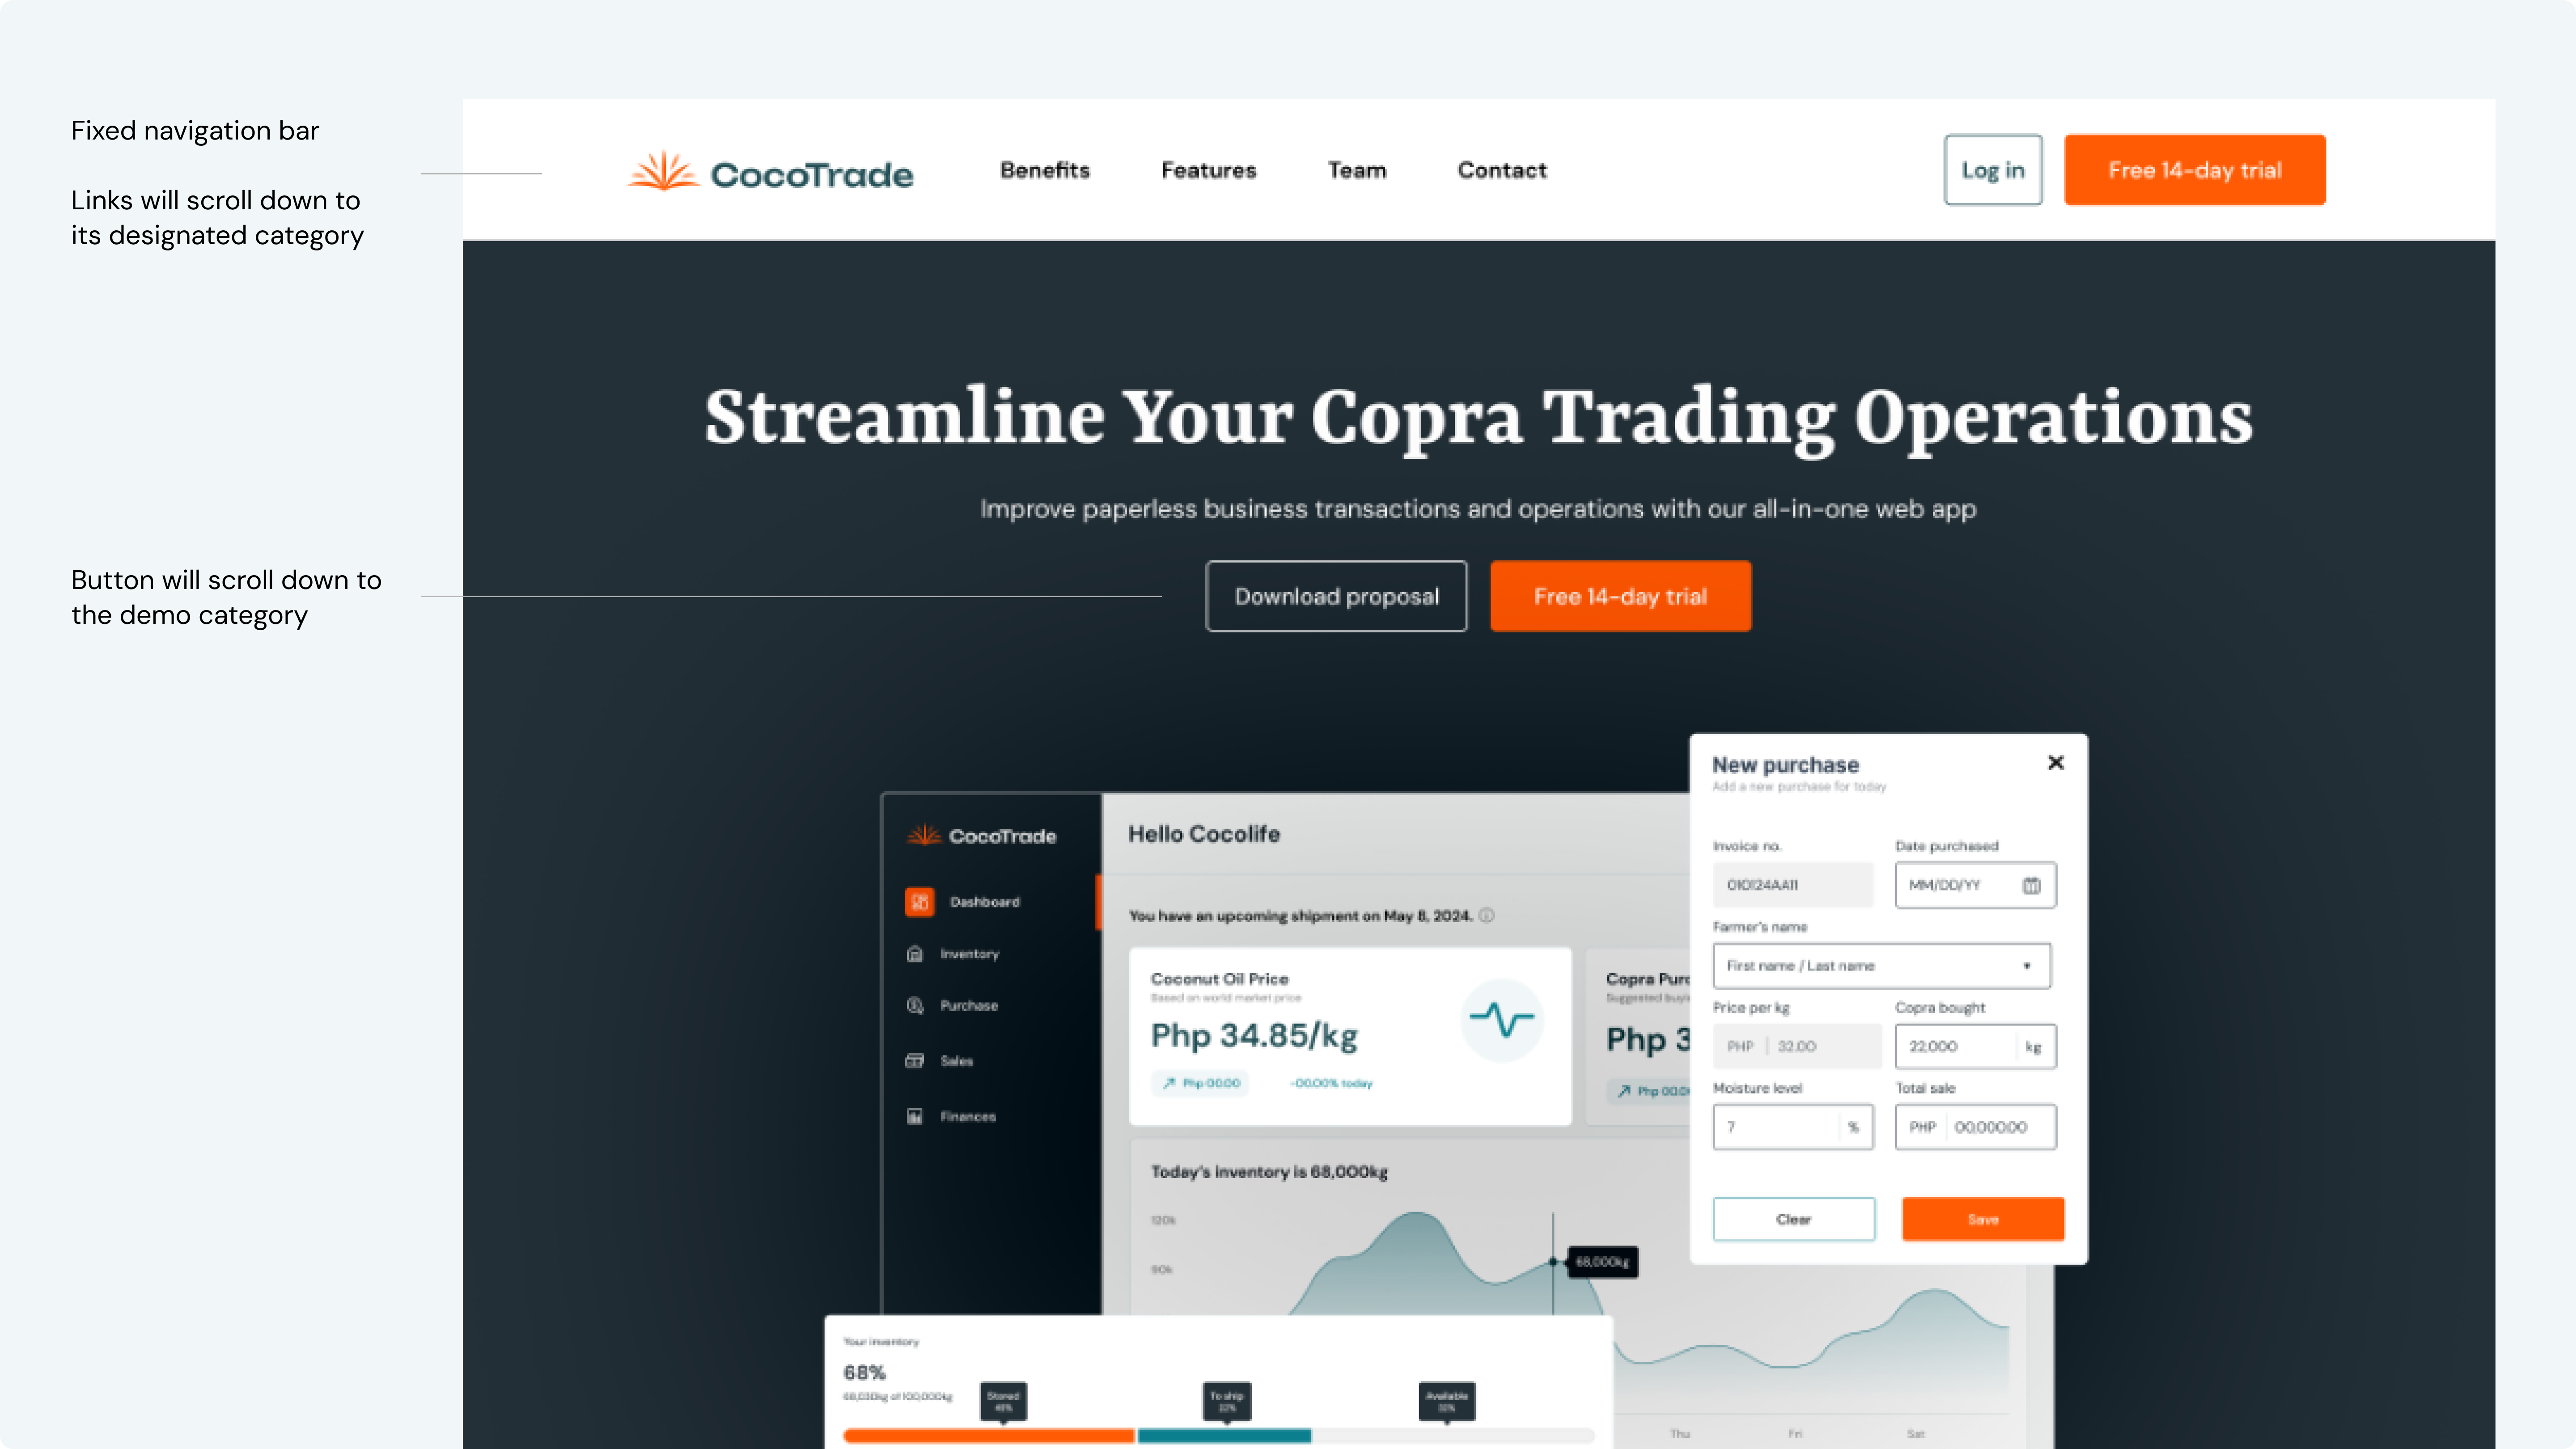 Fixed navigation bar
Links will scroll down to
its designated category
CocoTrade
Benefits
Features
Team
Contact
Log in
Free 14-day trial
Streamline Your Copra Trading Operations
Improve paperless business transactions and operations with our all-in-one web app
Button will scroll down to
the demo category
Download proposal
Free 14-day trial
CocoTrade
Dashboard
Inventory
Purchase
Sales
Finances
Hello Cocolife
You have an upcoming shipment on May 8, 2024.
Coconut Oil Price
Based on world market price
Php 34.85/kg
Php 00.00
-00.00% today
Copra Purc
Suggested buyi
Php 3
Php 00.0
Today's inventory is 68,000kg
120k
90k
68,000kg
Thu
Fri
Sat
New purchase
Add a new purchase for today
Invoice no.
Date purchased
010124AA11
MM/DD/YY
Farmer's name
First name / Last name
Price per kg
Copra bought
PHP 32.00
22,000 kg
Moisture level
Total sale
7 %
PHP 00,000.00
Clear
Save
Your inventory
68%
of 100,000kg
Stored
To ship
Available